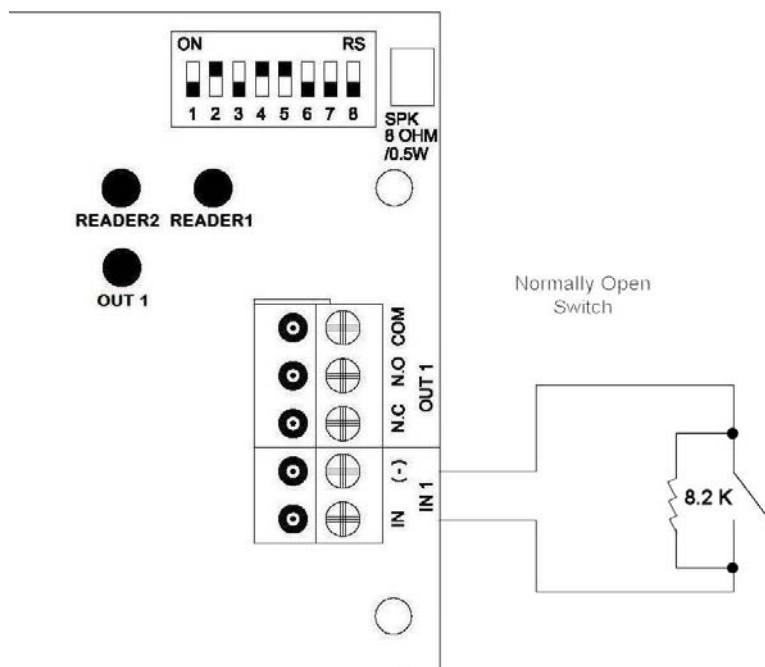 ON RS
1 2 3 4 5 6 7 8
SPK
8 OHM
/0.5W
READER2 READER1
OUT 1
Normally Open
Switch
COM
N.O
N.C
OUT 1
(-)
IN
IN 1
8.2 K